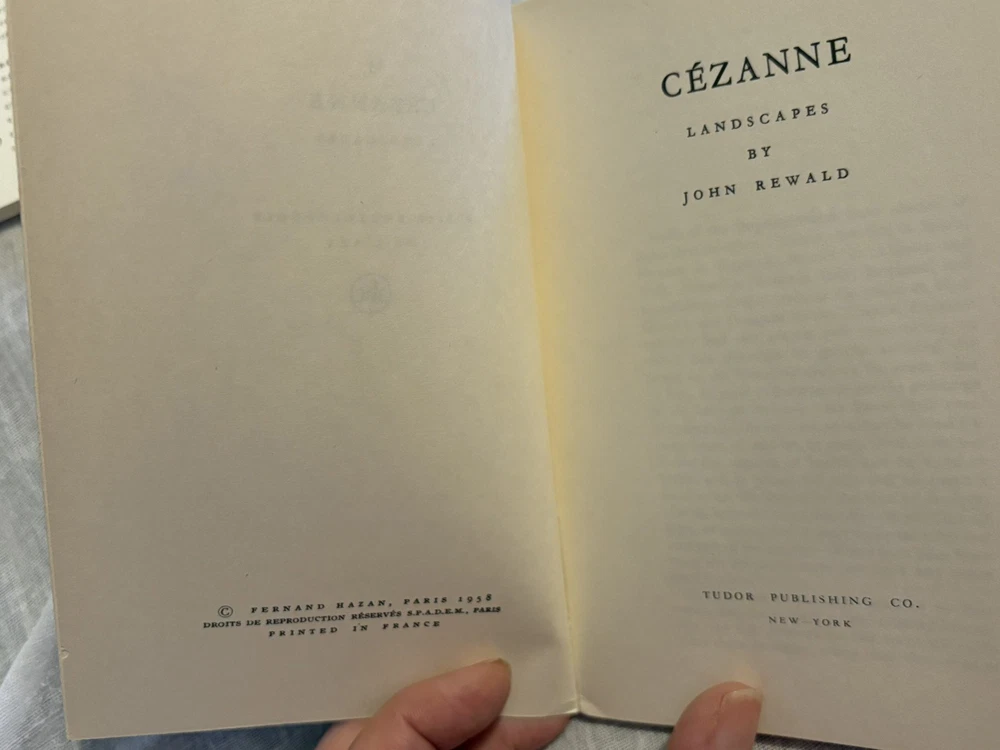 © FERNAND HAZAN, PARIS 1958
DROITS DE REPRODUCTION RÉSERVÉS S.P.A.D.E.M., PARIS
PRINTED IN FRANCE
CÉZANNE
LANDSCAPES
BY
JOHN REWALD
TUDOR PUBLISHING CO.
NEW YORK